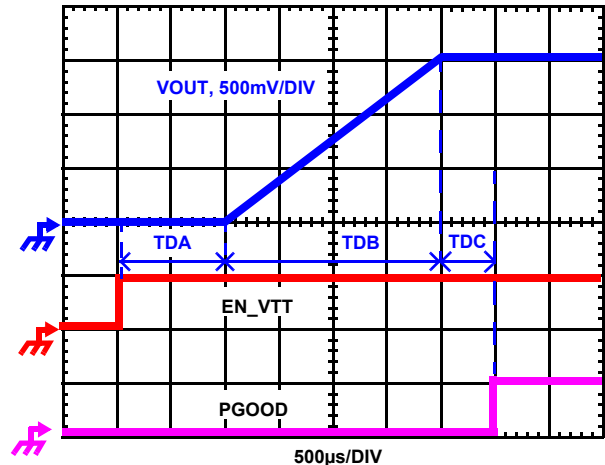 VOUT, 500mV/DIV
TDA TDB TDC
EN_VTT
PGOOD
500µs/DIV